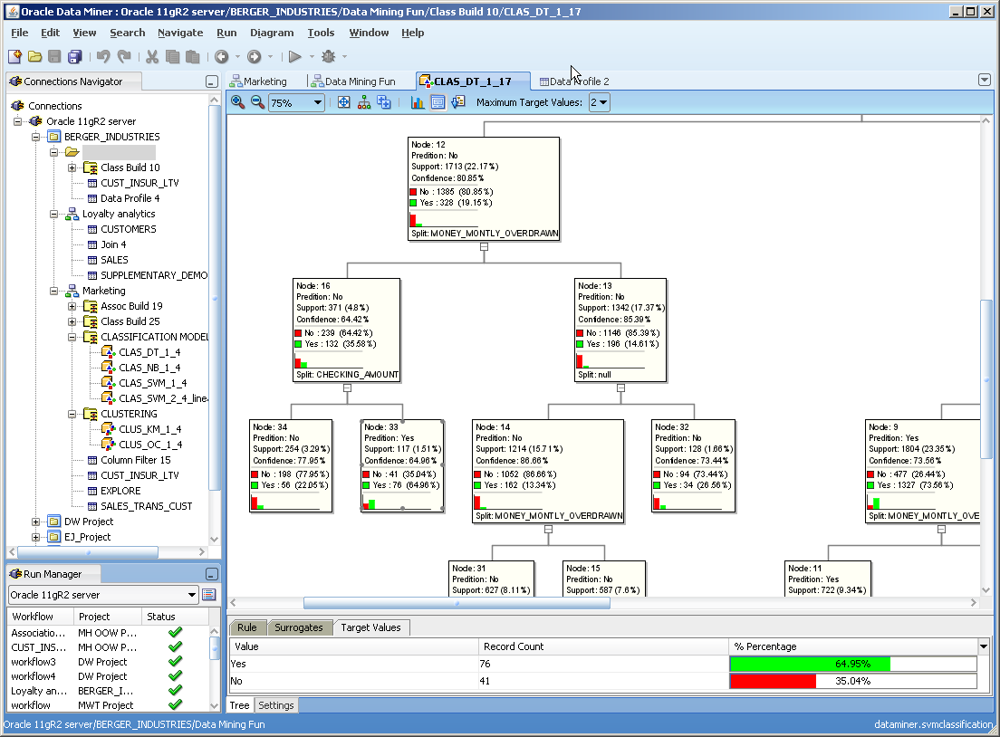 Oracle Data Miner : Oracle 11gR2 server/BERGER_INDUSTRIES/Data Mining Fun/Class Build 10/CLAS_DT_1_17
File Edit View Search Navigate Run Diagram Tools Window Help
Connections Navigator
Connections
Oracle 11gR2 server
BERGER_INDUSTRIES
Class Build 10
CUST_INSUR_LTV
Data Profile 4
Loyalty analytics
CUSTOMERS
Join 4
SALES
SUPPLEMENTARY_DEMO
Marketing
Assoc Build 19
Class Build 25
CLASSIFICATION MODEL
CLAS_DT_1_4
CLAS_NB_1_4
CLAS_SVM_1_4
CLAS_SVM_2_4_linea
CLUSTERING
CLUS_KM_1_4
CLUS_OC_1_4
Column Filter 15
CUST_INSUR_LTV
EXPLORE
SALES_TRANS_CUST
DW Project
EJ_Project
Run Manager
Oracle 11gR2 server
Workflow Project Status
Associatio... MH OOW P...
CUST_INS... MH OOW P...
workflow3 DW Project
workflow4 DW Project
Loyalty an... BERGER_I...
workflow MWT Project
Marketing Data Mining Fun CLAS_DT_1_17 Data Profile 2
75% Maximum Target Values: 2
Node: 12
Predition: No
Support: 1713 (22.17%)
Confidence: 80.85%
No : 1385 (80.85%)
Yes : 328 (19.15%)
Split: MONEY_MONTLY_OVERDRAWN
Node: 16
Predition: No
Support: 371 (4.8%)
Confidence: 64.42%
No : 239 (64.42%)
Yes : 132 (35.58%)
Split: CHECKING_AMOUNT
Node: 13
Predition: No
Support: 1342 (17.37%)
Confidence: 85.39%
No : 1146 (85.39%)
Yes : 196 (14.61%)
Split: null
Node: 34
Predition: No
Support: 254 (3.29%)
Confidence: 77.95%
No : 198 (77.95%)
Yes : 56 (22.05%)
Node: 33
Predition: Yes
Support: 117 (1.51%)
Confidence: 64.96%
No : 41 (35.04%)
Yes : 76 (64.96%)
Node: 14
Predition: No
Support: 1214 (15.71%)
Confidence: 86.66%
No : 1052 (86.66%)
Yes : 162 (13.34%)
Split: MONEY_MONTLY_OVERDRAWN
Node: 32
Predition: No
Support: 128 (1.66%)
Confidence: 73.44%
No : 94 (73.44%)
Yes : 34 (26.56%)
Node: 9
Predition: Yes
Support: 1804 (23.35%)
Confidence: 73.56%
No : 477 (26.44%)
Yes : 1327 (73.56%)
Split: MONEY_MONTLY_OVE
Node: 31
Predition: No
Support: 627 (8.11%)
Node: 15
Predition: No
Support: 587 (7.6%)
Node: 11
Predition: Yes
Support: 722 (9.34%)
Rule Surrogates Target Values
Value Record Count % Percentage
Yes 76 64.95%
No 41 35.04%
Tree Settings
Oracle 11gR2 server/BERGER_INDUSTRIES/Data Mining Fun
dataminer.svmclassification